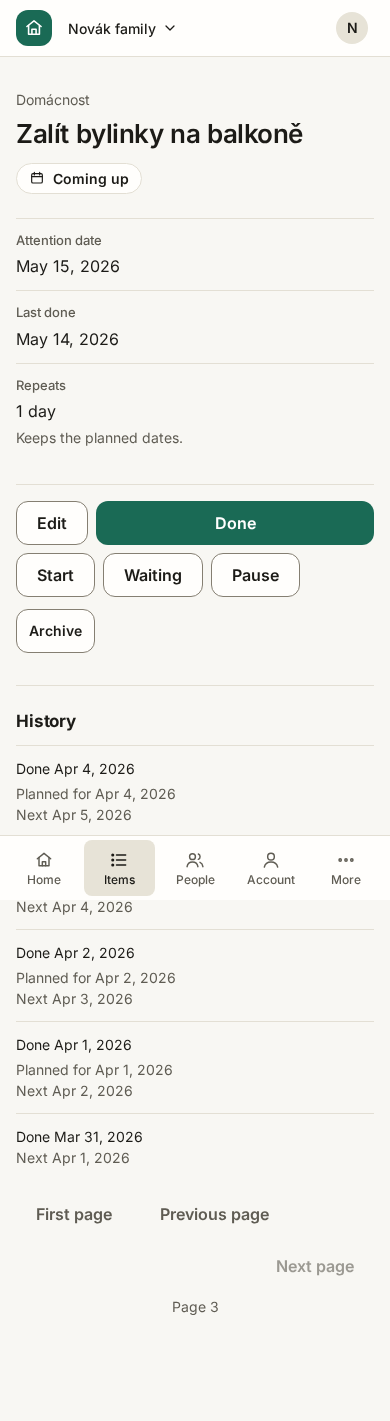 Novák family
N
Domácnost
Zalít bylinky na balkoně
Coming up
Attention date
May 15, 2026
Last done
May 14, 2026
Repeats
1 day
Keeps the planned dates.
Edit
Done
Start
Waiting
Pause
Archive
History
Done Apr 4, 2026
Planned for Apr 4, 2026
Next Apr 5, 2026
Home
Items
People
Account
More
Next Apr 4, 2026
Done Apr 2, 2026
Planned for Apr 2, 2026
Next Apr 3, 2026
Done Apr 1, 2026
Planned for Apr 1, 2026
Next Apr 2, 2026
Done Mar 31, 2026
Next Apr 1, 2026
First page
Previous page
Next page
Page 3